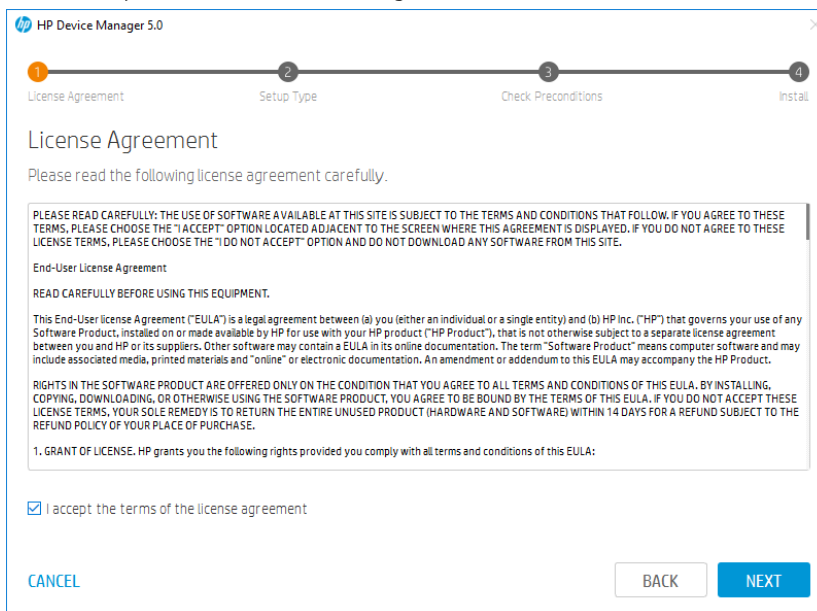 hp HP Device Manager 5.0
1 2 3 4
License Agreement Setup Type Check Preconditions Install
License Agreement
Please read the following license agreement carefully.
PLEASE READ CAREFULLY: THE USE OF SOFTWARE AVAILABLE AT THIS SITE IS SUBJECT TO THE TERMS AND CONDITIONS THAT FOLLOW. IF YOU AGREE TO THESE
TERMS, PLEASE CHOOSE THE "I ACCEPT" OPTION LOCATED ADJACENT TO THE SCREEN WHERE THIS AGREEMENT IS DISPLAYED. IF YOU DO NOT AGREE TO THESE
LICENSE TERMS, PLEASE CHOOSE THE "I DO NOT ACCEPT" OPTION AND DO NOT DOWNLOAD ANY SOFTWARE FROM THIS SITE.
End-User License Agreement
READ CAREFULLY BEFORE USING THIS EQUIPMENT.
This End-User license Agreement ("EULA") is a legal agreement between (a) you (either an individual or a single entity) and (b) HP Inc. ("HP") that governs your use of any
Software Product, installed on or made available by HP for use with your HP product ("HP Product"), that is not otherwise subject to a separate license agreement
between you and HP or its suppliers. Other software may contain a EULA in its online documentation. The term "Software Product" means computer software and may
include associated media, printed materials and "online" or electronic documentation. An amendment or addendum to this EULA may accompany the HP Product.
RIGHTS IN THE SOFTWARE PRODUCT ARE OFFERED ONLY ON THE CONDITION THAT YOU AGREE TO ALL TERMS AND CONDITIONS OF THIS EULA. BY INSTALLING,
COPYING, DOWNLOADING, OR OTHERWISE USING THE SOFTWARE PRODUCT, YOU AGREE TO BE BOUND BY THE TERMS OF THIS EULA. IF YOU DO NOT ACCEPT THESE
LICENSE TERMS, YOUR SOLE REMEDY IS TO RETURN THE ENTIRE UNUSED PRODUCT (HARDWARE AND SOFTWARE) WITHIN 14 DAYS FOR A REFUND SUBJECT TO THE
REFUND POLICY OF YOUR PLACE OF PURCHASE.
1. GRANT OF LICENSE. HP grants you the following rights provided you comply with all terms and conditions of this EULA:
I accept the terms of the license agreement
CANCEL BACK NEXT